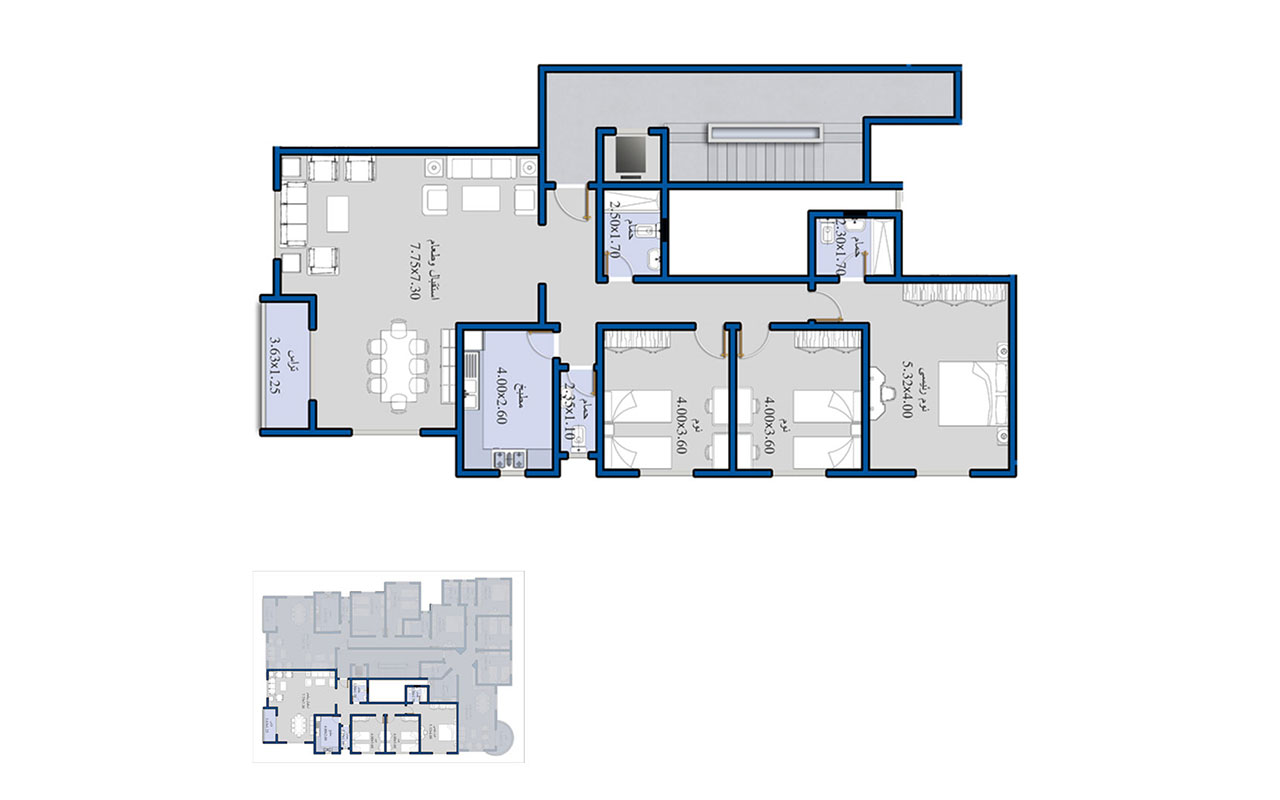 استقبال وطعام
7.75x7.30
تراس
3.63x1.25
مطبخ
4.00x2.60
حمام
2.35x1.10
حمام
2.50x1.70
نوم
4.00x3.60
نوم
4.00x3.60
حمام
2.30x1.70
نوم رئيسى
5.32x4.00